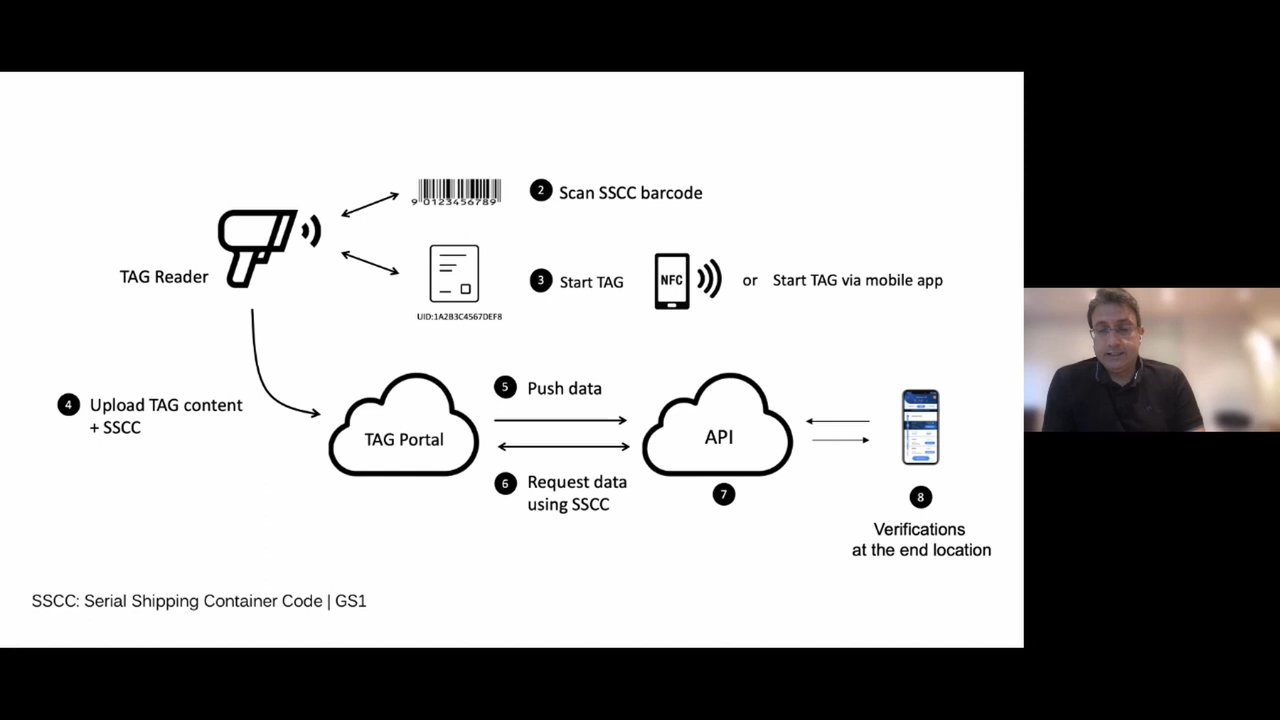 9 0123456789
2 Scan SSCC barcode
TAG Reader
UID:1A2B3C4567DEF8
3 Start TAG
NFC
or Start TAG via mobile app
4 Upload TAG content
+ SSCC
TAG Portal
5 Push data
6 Request data
using SSCC
API
7
8
Verifications
at the end location
SSCC: Serial Shipping Container Code | GS1